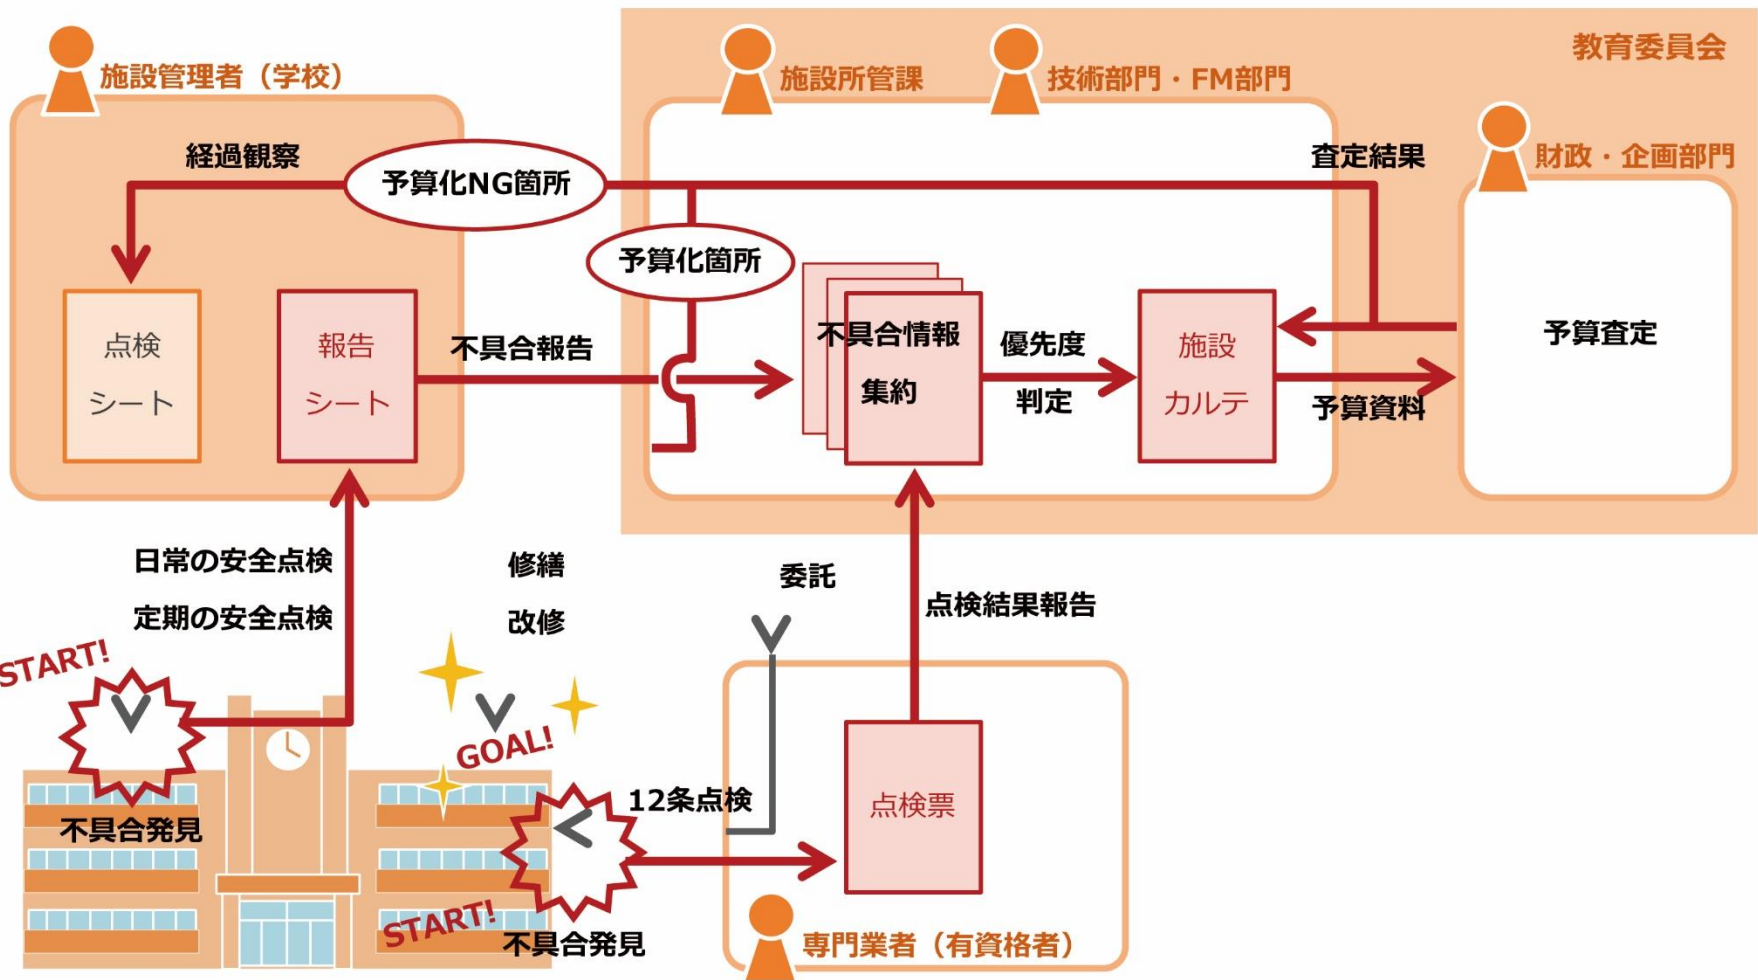 教育委員会
施設管理者（学校）
施設所管課
技術部門・FM部門
財政・企画部門
経過観察
予算化NG箇所
査定結果
予算化箇所
点検
シート
報告
シート
不具合報告
不具合情報
集約
優先度
判定
施設
カルテ
予算資料
予算査定
日常の安全点検
定期の安全点検
修繕
改修
委託
点検結果報告
START!
GOAL!
不具合発見
12条点検
点検票
START!
不具合発見
専門業者（有資格者）